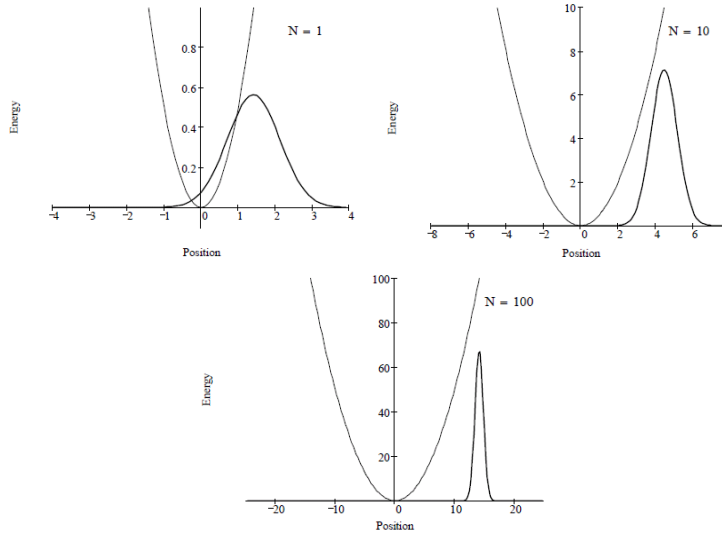 N = 1
0.8
0.6
0.4
0.2
Energy
−4 −3 −2 −1 0 1 2 3 4
Position
10
N = 10
8
6
4
2
Energy
−8 −6 −4 −2 0 2 4 6
Position
100
N = 100
80
60
40
20
Energy
−20 −10 0 10 20
Position